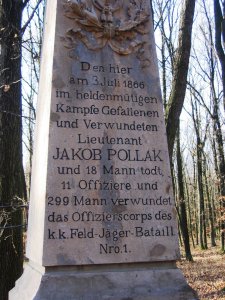 Den hier
am 3. Juli 1866
im heldenmütigen
Kampfe Gefallenen
und Verwundeten
Lieutenant
JAKOB POLLAK
und 18 Mann todt,
11 Offiziere und
299 Mann verwundet
das Offizierscorps des
k.k. Feld-Jäger-Bataill.
Nro.1.